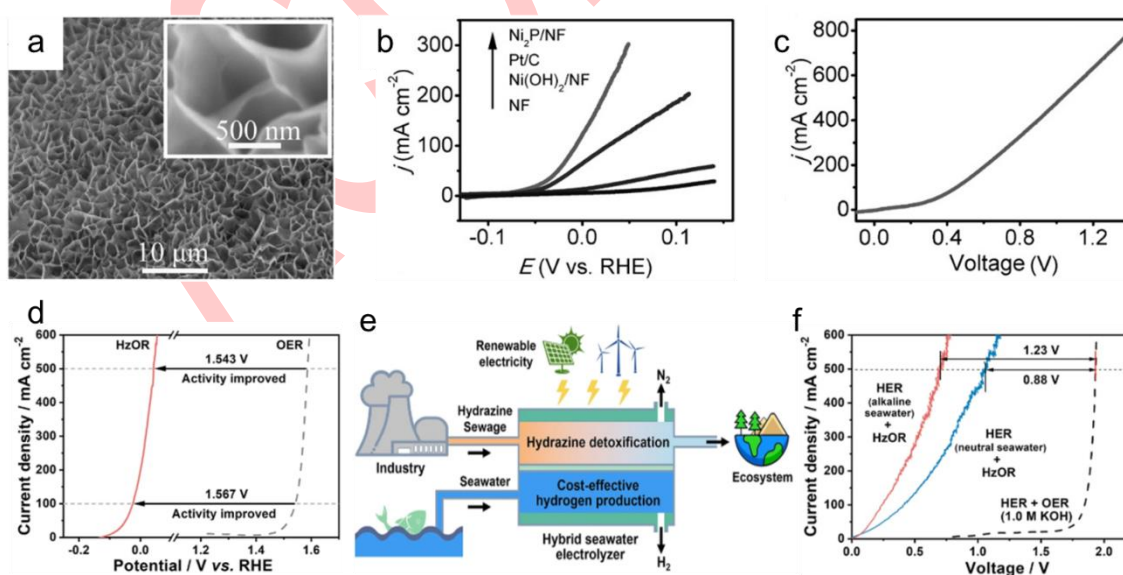 a
500 nm
10 μm
b
300
200
100
0
j (mA cm⁻²)
Ni₂P/NF
Pt/C
Ni(OH)₂/NF
NF
-0.1
0.0
0.1
E (V vs. RHE)
c
800
600
400
200
0
j (mA cm⁻²)
0.0
0.4
0.8
1.2
Voltage (V)
d
600
500
400
300
200
100
0
Current density / mA cm⁻²
HzOR
OER
1.543 V
Activity improved
1.567 V
Activity improved
-0.2
0.0
1.4
1.6
Potential / V vs. RHE
e
Renewable
electricity
N₂
Hydrazine
Sewage
Industry
Hydrazine detoxification
Ecosystem
Seawater
Cost-effective
hydrogen production
Hybrid seawater
electrolyzer
H₂
f
600
500
400
300
200
100
0
Current density / mA cm⁻²
1.23 V
0.88 V
HER
(alkaline
seawater)
+
HzOR
HER
(neutral seawater)
+
HzOR
HER + OER
(1.0 M KOH)
0.0
0.5
1.0
1.5
2.0
Voltage / V